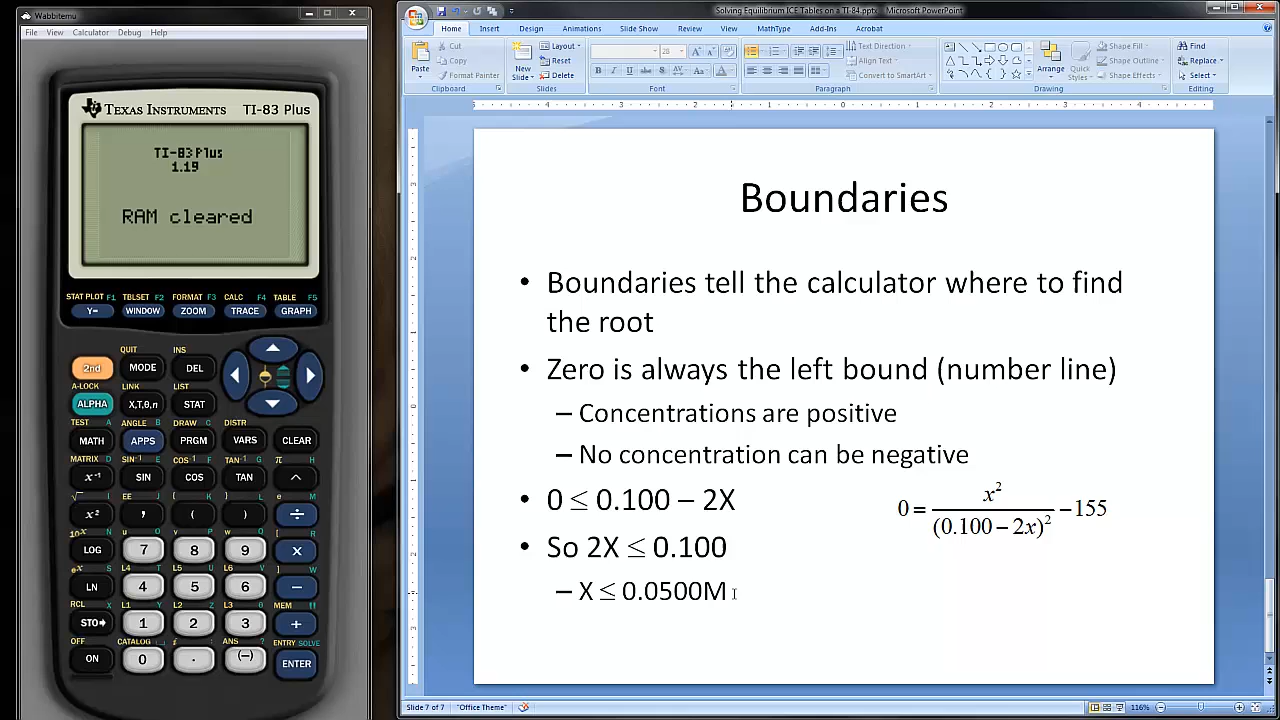 Wabbitemu
File View Calculator Debug Help
TEXAS INSTRUMENTS TI-83 Plus
TI-83 Plus
1.19
RAM cleared
STAT PLOT F1 TBLSET F2 FORMAT F3 CALC F4 TABLE F5
Y= WINDOW ZOOM TRACE GRAPH
QUIT INS
2nd MODE DEL
A-LOCK LINK LIST
ALPHA X,T,θ,n STAT
TEST A ANGLE B DRAW C DISTR
MATH APPS PRGM VARS CLEAR
MATRIX D SIN⁻¹ E COS⁻¹ F TAN⁻¹ G π H
x⁻¹ SIN COS TAN ^
√ I EE J { K } L e M
x² , ( ) ÷
10ˣ N u O v P w Q [ R
LOG 7 8 9 ×
eˣ S L4 T L5 U L6 V ] W
LN 4 5 6 −
RCL X L1 Y L2 Z L3 θ MEM "
STO➔ 1 2 3 +
OFF CATALOG i : ANS ? ENTRY SOLVE
ON 0 . (−) ENTER
Solving Equilibrium ICE Tables on a TI-84.pptx - Microsoft PowerPoint
Home Insert Design Animations Slide Show Review View MathType Add-Ins Acrobat
Paste Cut Copy Format Painter
New Slide Layout Reset Delete
28
Text Direction Align Text Convert to SmartArt
Arrange Quick Styles Shape Fill Shape Outline Shape Effects
Find Replace Select
Clipboard Slides Font Paragraph Drawing Editing
Boundaries
• Boundaries tell the calculator where to find
the root
• Zero is always the left bound (number line)
– Concentrations are positive
– No concentration can be negative
• 0 ≤ 0.100 – 2X
• So 2X ≤ 0.100
– X ≤ 0.0500M
0 = x² / (0.100 − 2x)² − 155
Slide 7 of 7 "Office Theme" 116%